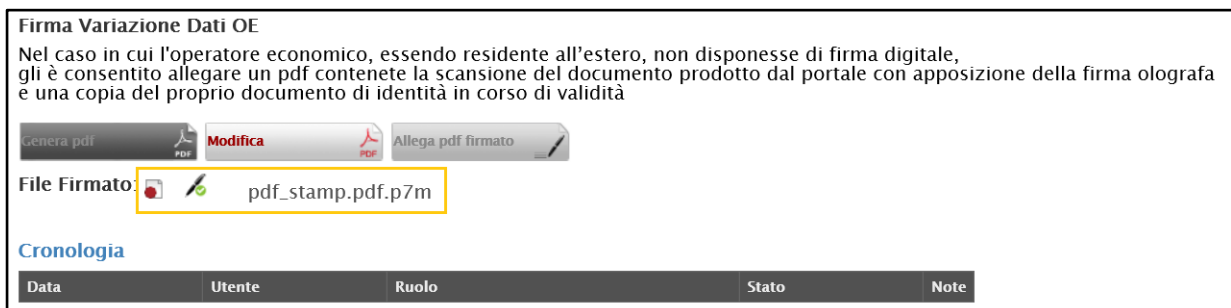 Firma Variazione Dati OE
Nel caso in cui l'operatore economico, essendo residente all'estero, non disponesse di firma digitale,
gli è consentito allegare un pdf contenete la scansione del documento prodotto dal portale con apposizione della firma olografa
e una copia del proprio documento di identità in corso di validità
Genera pdf PDF Modifica PDF Allega pdf firmato
File Firmato: pdf_stamp.pdf.p7m
Cronologia
Data Utente Ruolo Stato Note